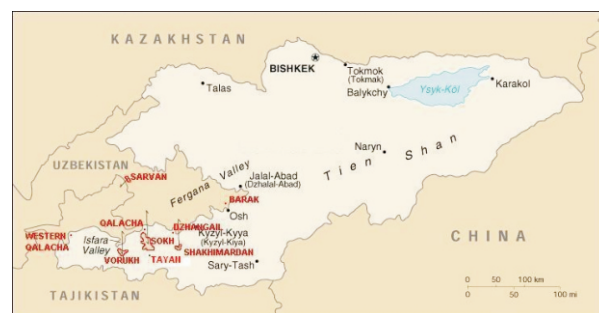 KAZAKHSTAN
BISHKEK
Tokmok
(Tokmak)
Talas
Balykchy
Ysyk-Köl
Karakol
Naryn
Tien Shan
UZBEKISTAN
SARVAN
Fergana Valley
Jalal-Abad
(Dzhalal-Abad)
BARAK
Osh
QALACHA
DZHANGAIL
WESTERN
QALACHA
Isfara
Valley
SOKH
Kyzyl-Kyya
(Kyzyl-Kiya)
VORUKH
TAYAN
SHAKHIMARDAN
Sary-Tash
CHINA
TAJIKISTAN
0 50 100 km
0 50 100 mi